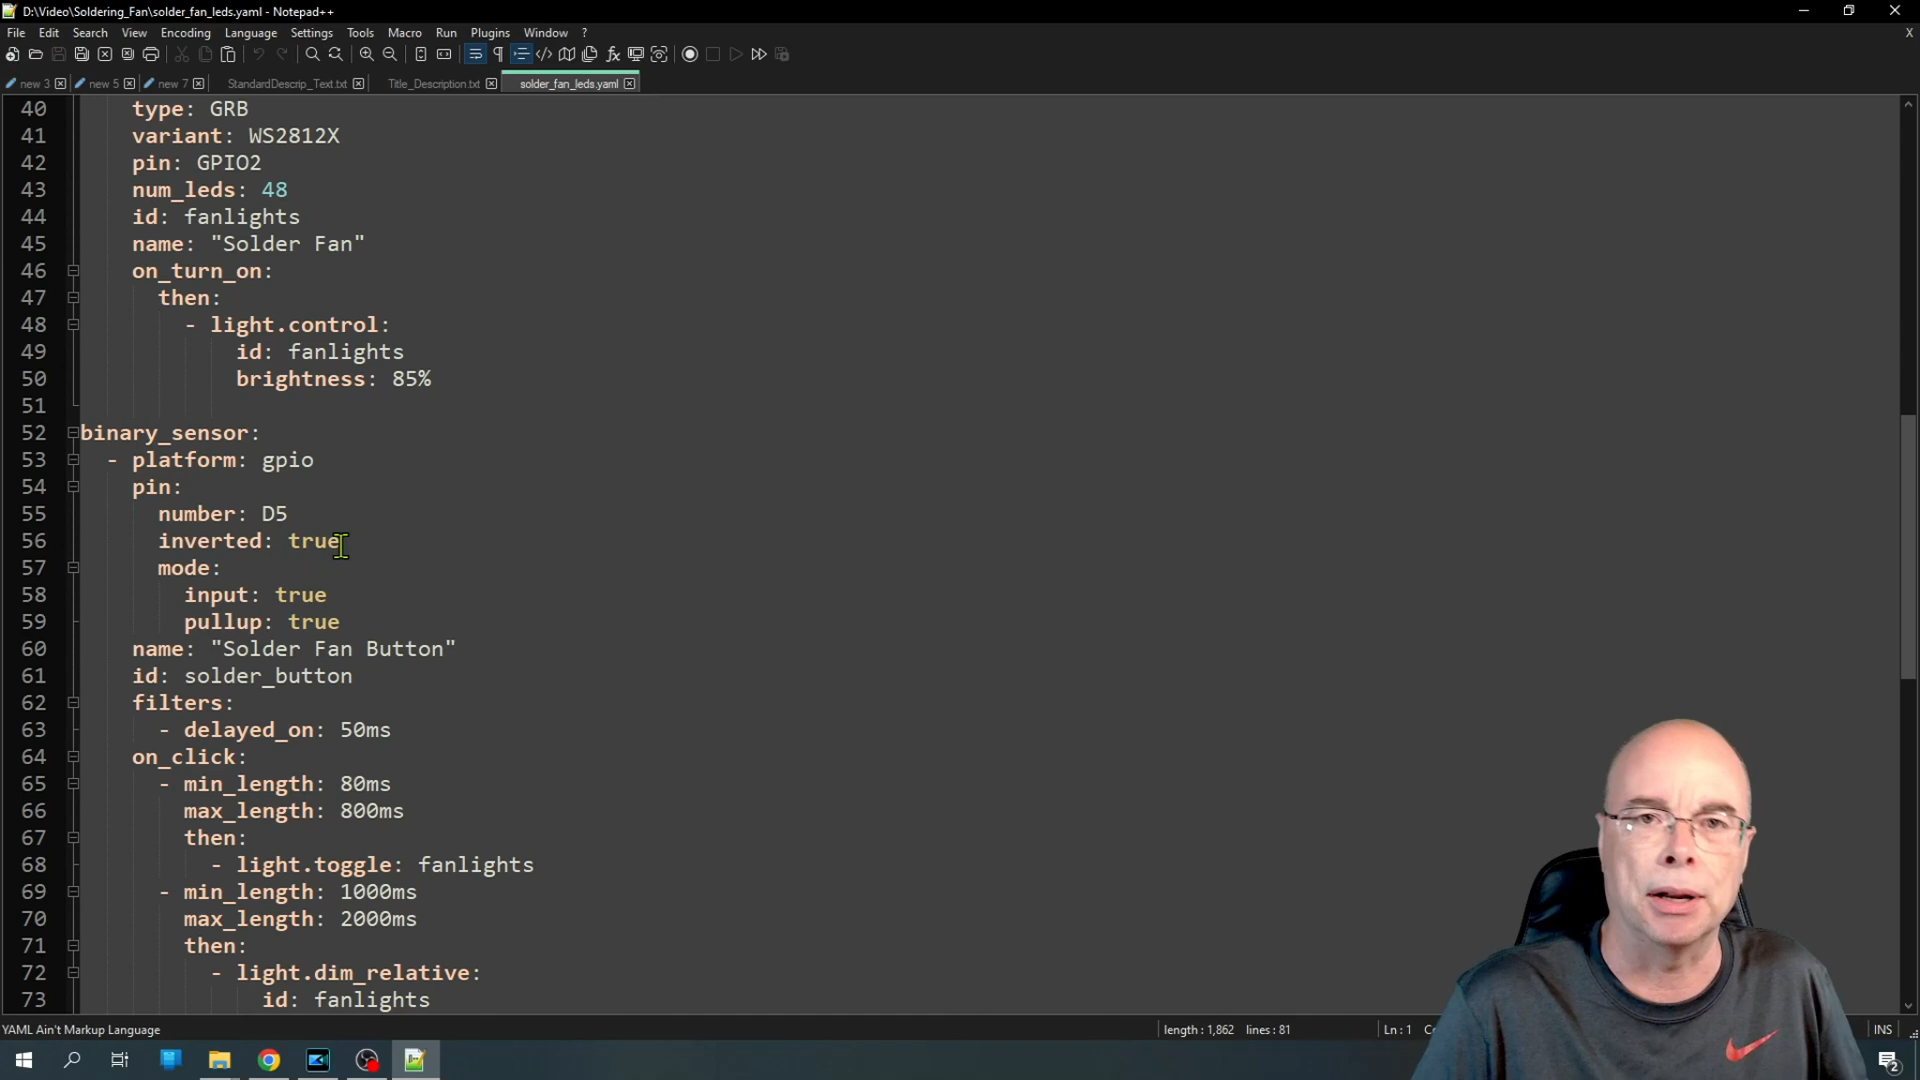 D:\Video\Soldering_Fan\solder_fan_leds.yaml - Notepad++
File Edit Search View Encoding Language Settings Tools Macro Run Plugins Window ? X
new 3 new 5 new 7 StandardDescrip_Text.txt Title_Description.txt solder_fan_leds.yaml
40 type: GRB
41 variant: WS2812X
42 pin: GPIO2
43 num_leds: 48
44 id: fanlights
45 name: "Solder Fan"
46 on_turn_on:
47 then:
48 - light.control:
49 id: fanlights
50 brightness: 85%
51
52 binary_sensor:
53 - platform: gpio
54 pin:
55 number: D5
56 inverted: true
57 mode:
58 input: true
59 pullup: true
60 name: "Solder Fan Button"
61 id: solder_button
62 filters:
63 - delayed_on: 50ms
64 on_click:
65 - min_length: 80ms
66 max_length: 800ms
67 then:
68 - light.toggle: fanlights
69 - min_length: 1000ms
70 max_length: 2000ms
71 then:
72 - light.dim_relative:
73 id: fanlights
YAML Ain't Markup Language length : 1,862 lines : 81 Ln : 1 INS
2